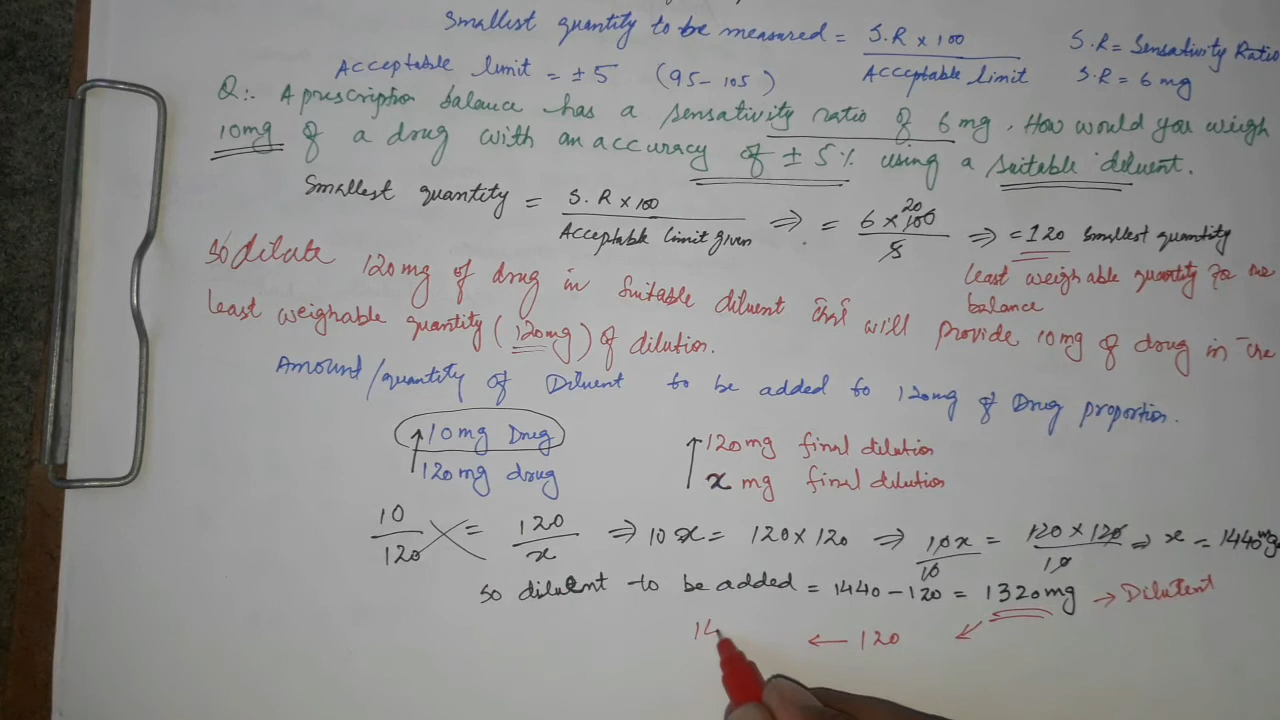 Smallest quantity to be measured = S.R x 100 / Acceptable limit
S.R = Sensativity Ratio
Acceptable limit = ± 5 (95 - 105)
S.R = 6 mg
Q:. A prescription balance has a sensativity ratio of 6 mg. How would you weigh
10mg of a drug with an accuracy of ± 5% using a suitable diluent.
Smallest quantity = S.R x 100 / Acceptable limit given ⇒ = 6 x 100 / 5 20 ⇒ = 120 smallest quantity
least weighable quantity for the
balance
So dilute 120mg of drug in suitable diluent that will provide 10mg of drug in the
least weighable quantity (120mg) of dilution.
Amount/quantity of Diluent to be added to 120mg of Drug proportion.
10mg Drug 120mg final dilution
120mg drug x mg final dilution
10/120 = 120/x ⇒ 10x = 120 x 120 ⇒ 10x/10 = 120 x 120/10 ⇒ x = 1440mg
so diluent to be added = 1440 - 120 = 1320mg → Dilutent
14 ← 120